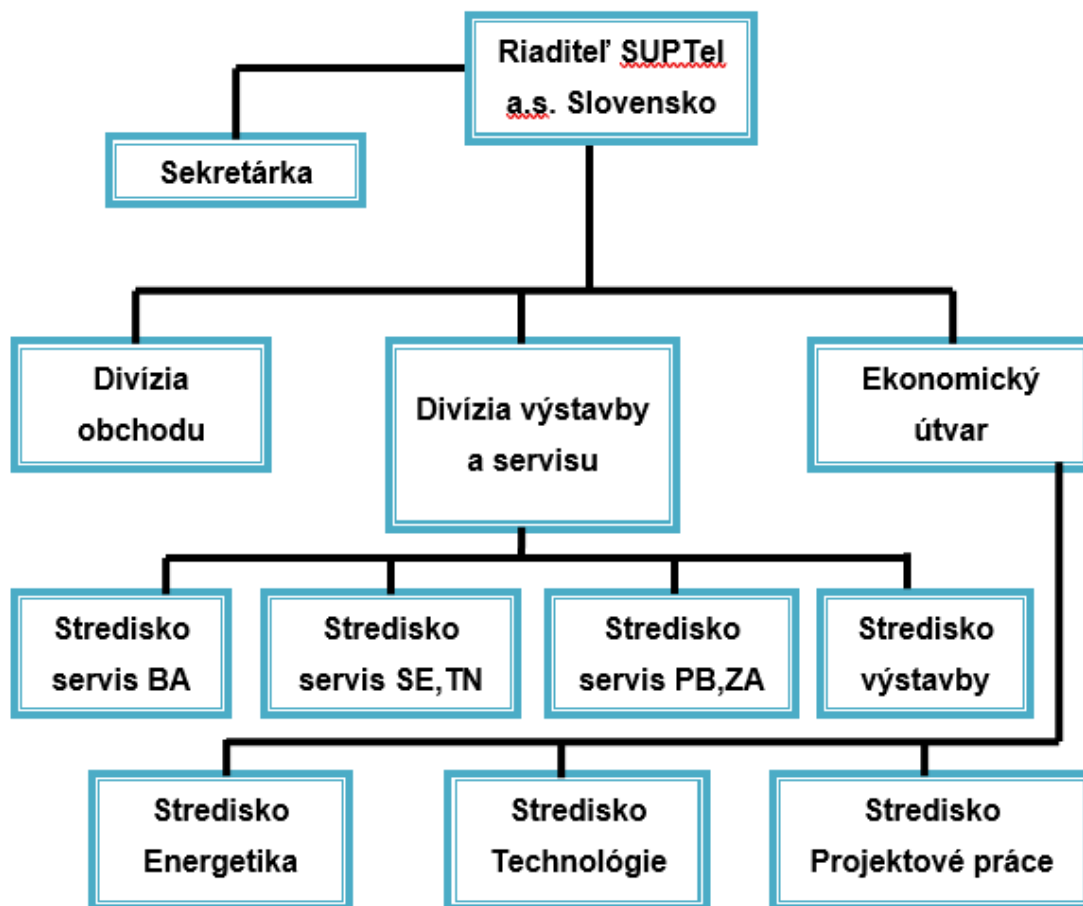 Riaditeľ SUPTel
a.s. Slovensko
Sekretárka
Divízia
obchodu
Divízia výstavby
a servisu
Ekonomický
útvar
Stredisko
servis BA
Stredisko
servis SE,TN
Stredisko
servis PB,ZA
Stredisko
výstavby
Stredisko
Energetika
Stredisko
Technológie
Stredisko
Projektové práce